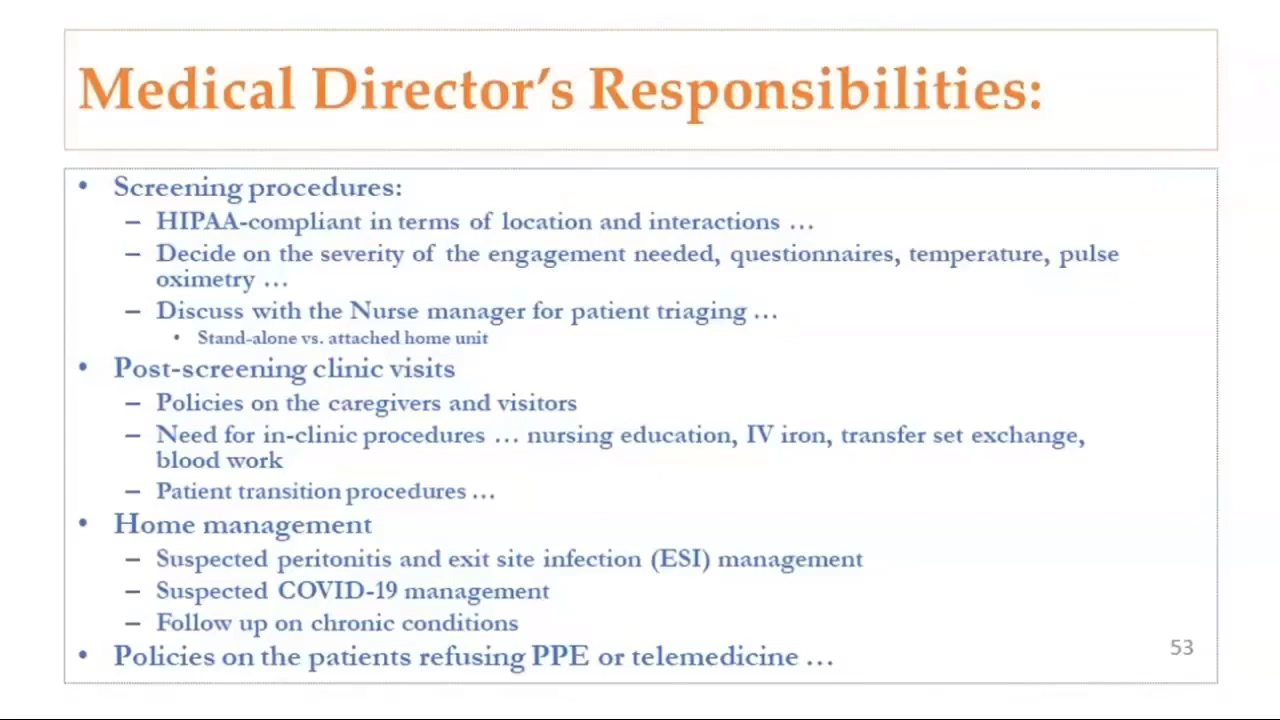 Medical Director’s Responsibilities:
• Screening procedures:
– HIPAA-compliant in terms of location and interactions …
– Decide on the severity of the engagement needed, questionnaires, temperature, pulse
oximetry …
– Discuss with the Nurse manager for patient triaging …
• Stand-alone vs. attached home unit
• Post-screening clinic visits
– Policies on the caregivers and visitors
– Need for in-clinic procedures … nursing education, IV iron, transfer set exchange,
blood work
– Patient transition procedures …
• Home management
– Suspected peritonitis and exit site infection (ESI) management
– Suspected COVID-19 management
– Follow up on chronic conditions
• Policies on the patients refusing PPE or telemedicine …
53